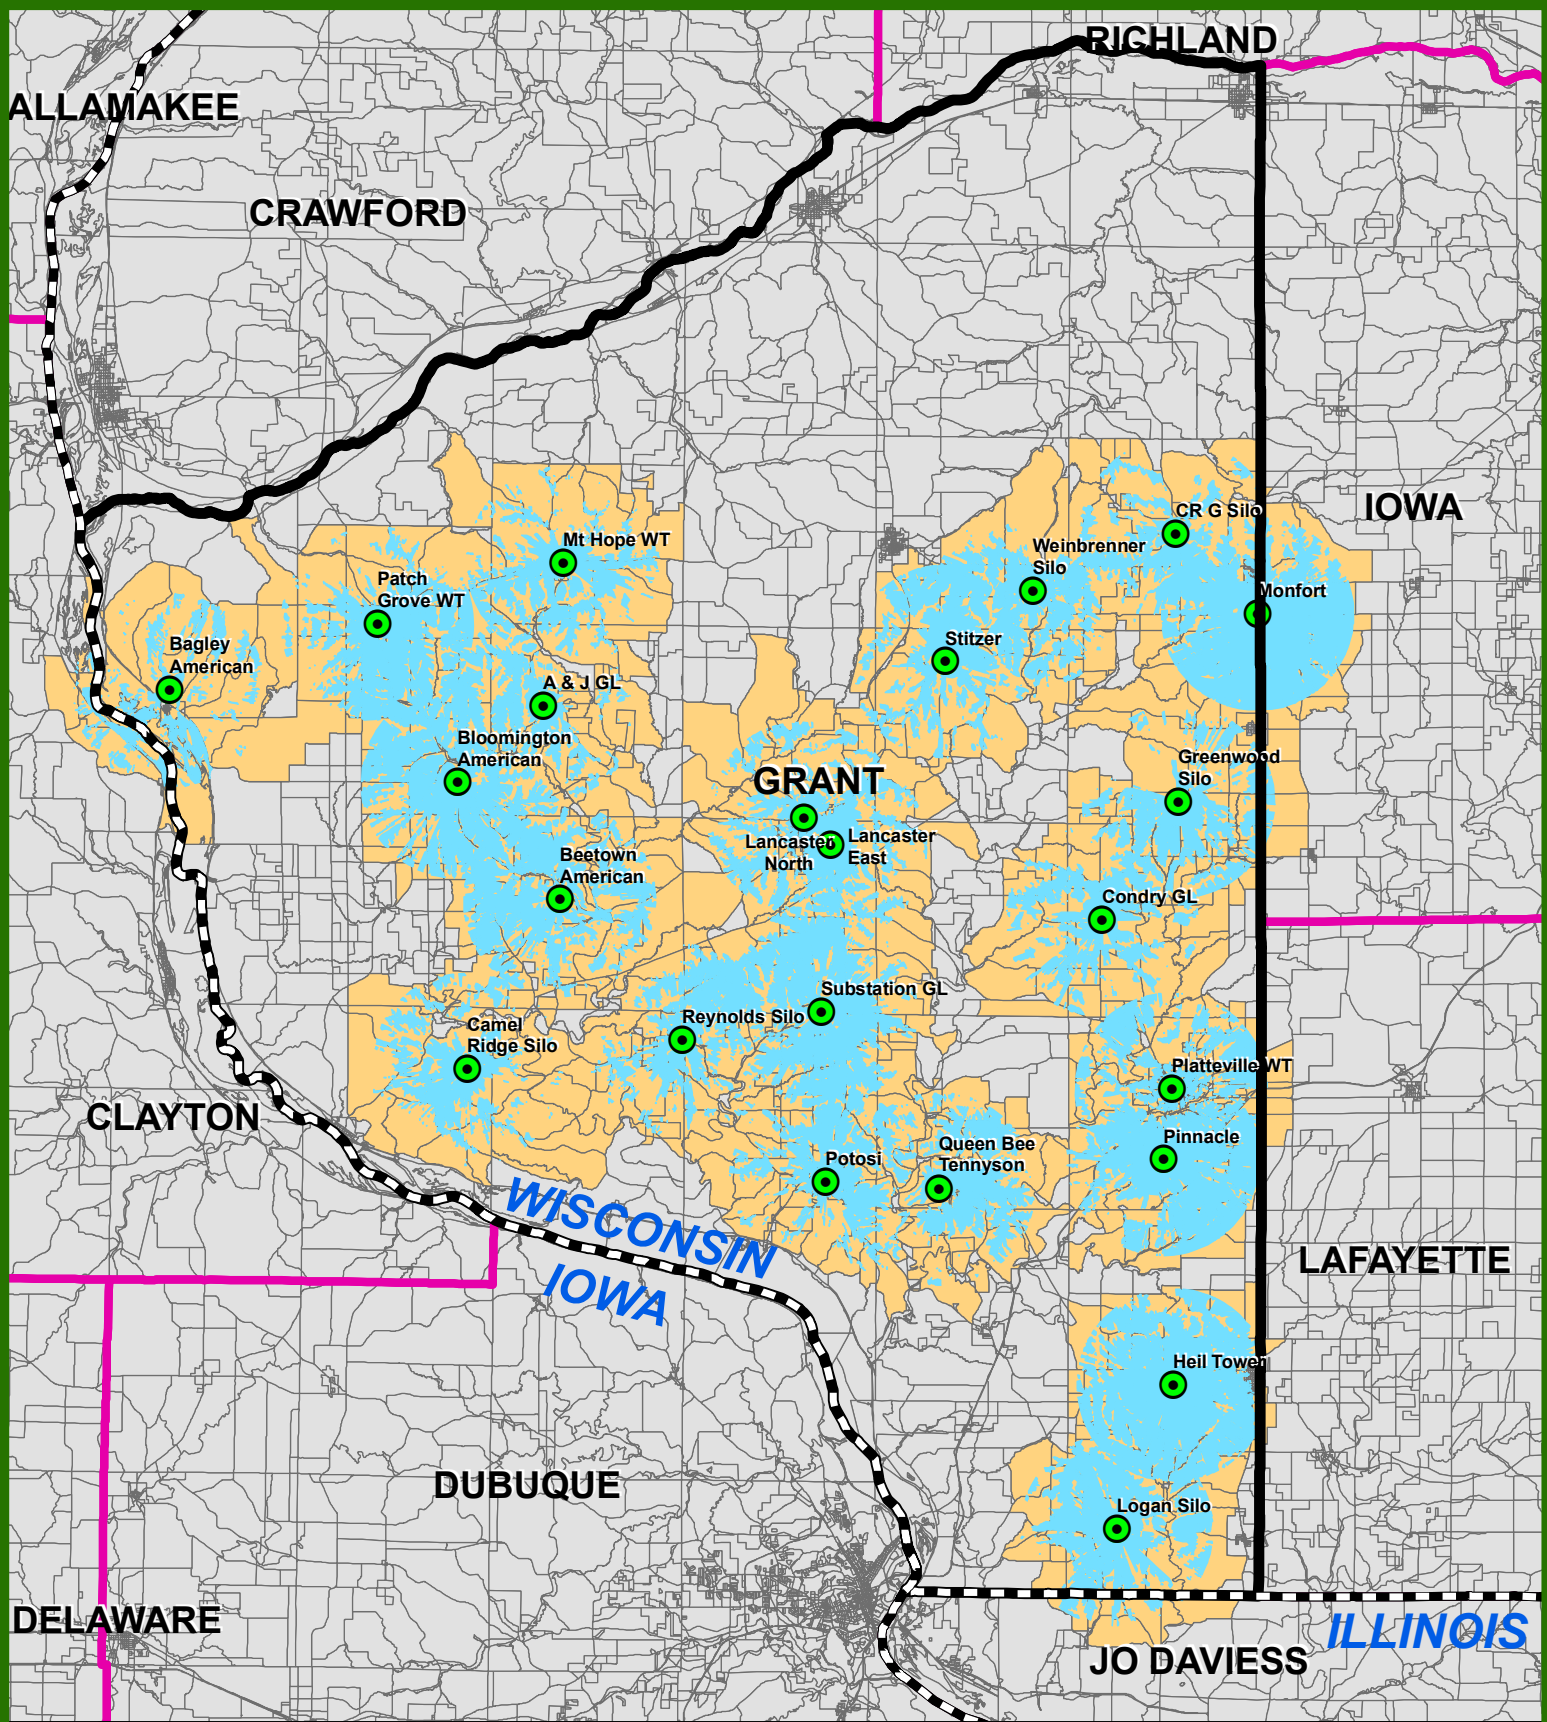 RICHLAND
ALLAMAKEE
CRAWFORD
IOWA
CR G Silo
Mt Hope WT
Weinbrenner
Silo
Patch
Grove WT
Monfort
Bagley
American
Stitzer
A & J GL
Bloomington
American
Greenwood
Silo
GRANT
Lancaster
North
Lancaster
East
Beetown
American
Condry GL
Substation GL
Reynolds Silo
Camel
Ridge Silo
Platteville WT
CLAYTON
Pinnacle
Queen Bee
Tennyson
Potosi
WISCONSIN
IOWA
LAFAYETTE
Heil Tower
DUBUQUE
Logan Silo
DELAWARE
ILLINOIS
JO DAVIESS